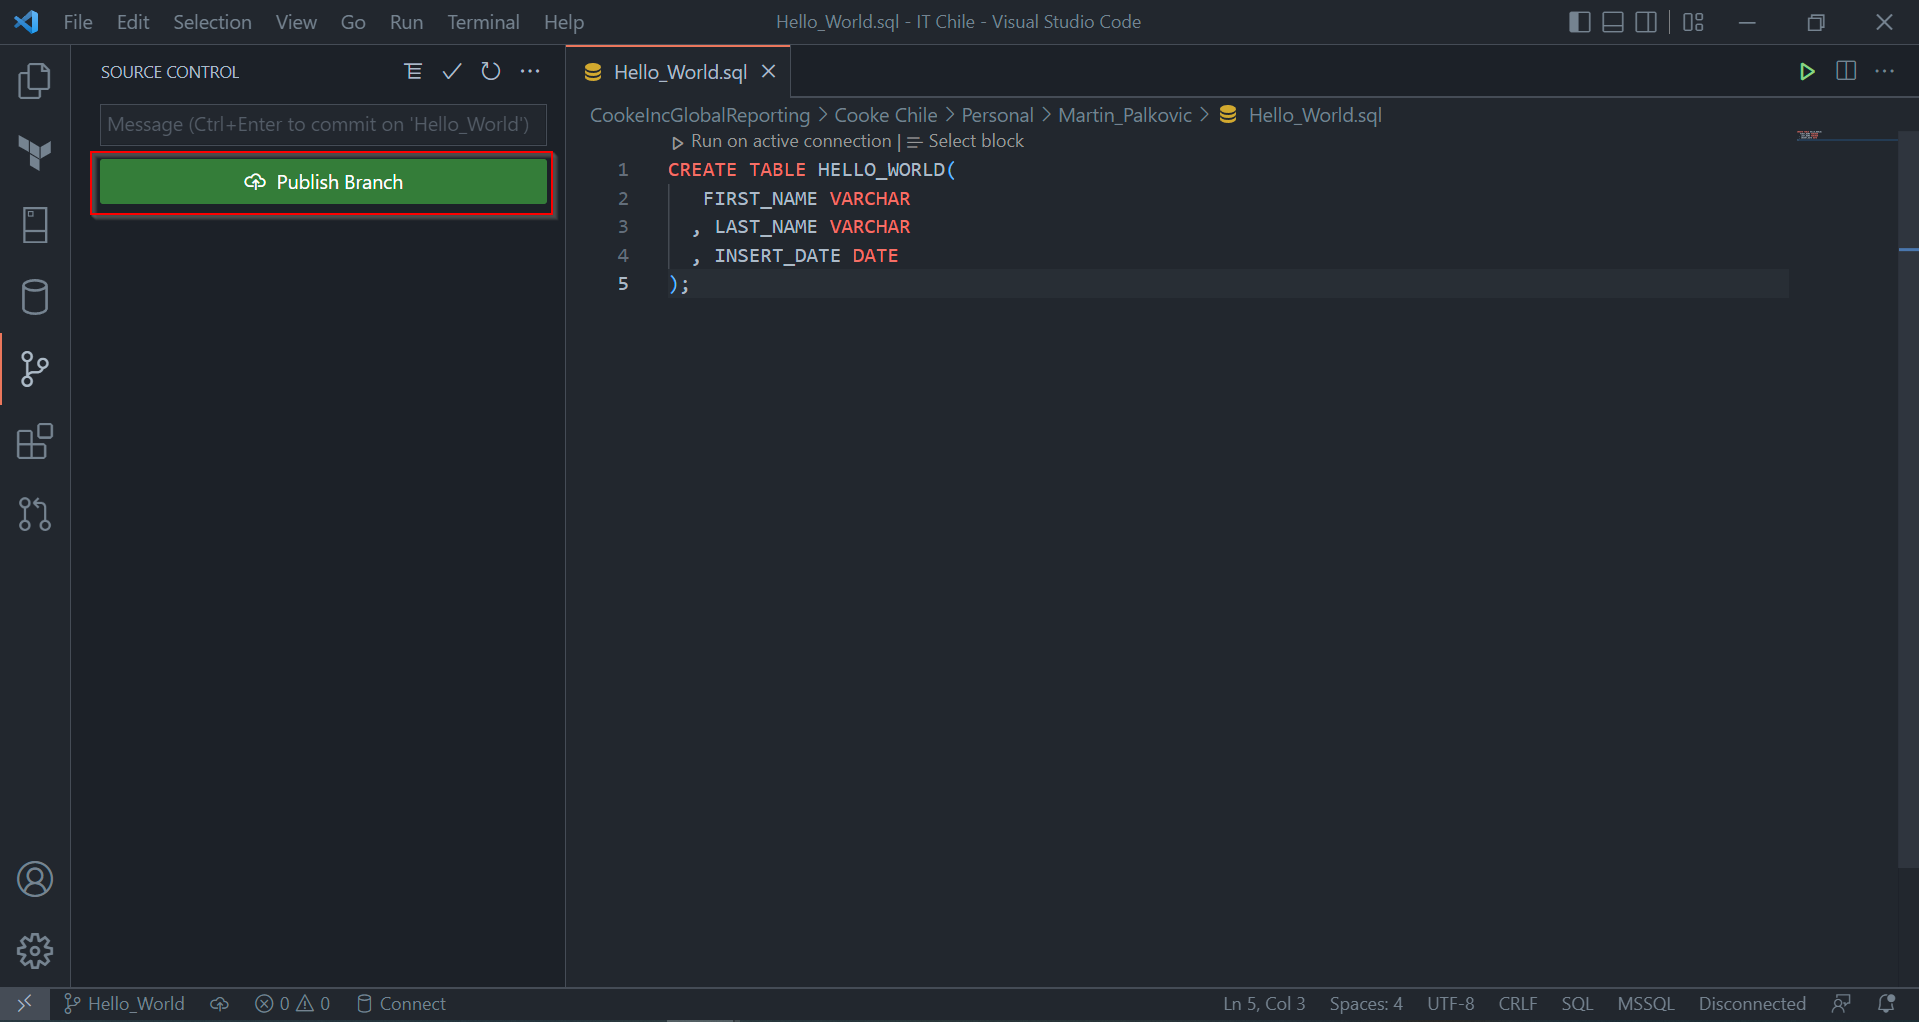 File Edit Selection View Go Run Terminal Help
Hello_World.sql - IT Chile - Visual Studio Code
SOURCE CONTROL
Message (Ctrl+Enter to commit on 'Hello_World')
Publish Branch
Hello_World.sql
CookeIncGlobalReporting > Cooke Chile > Personal > Martin_Palkovic > Hello_World.sql
Run on active connection | Select block
1 CREATE TABLE HELLO_WORLD(
2 FIRST_NAME VARCHAR
3 , LAST_NAME VARCHAR
4 , INSERT_DATE DATE
5 );
Hello_World 0 0 Connect Ln 5, Col 3 Spaces: 4 UTF-8 CRLF SQL MSSQL Disconnected